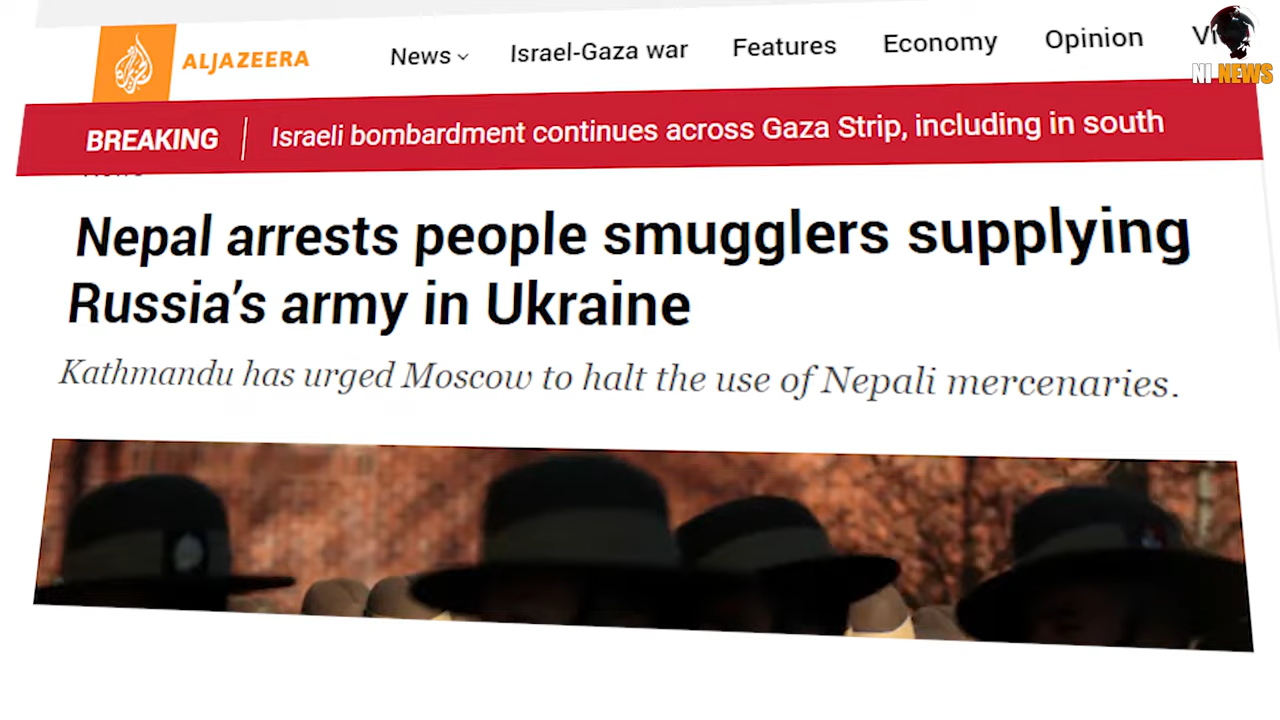 ALJAZEERA
News
Israel-Gaza war
Features
Economy
Opinion
NI NEWS
BREAKING
Israeli bombardment continues across Gaza Strip, including in south
Nepal arrests people smugglers supplying
Russia's army in Ukraine
Kathmandu has urged Moscow to halt the use of Nepali mercenaries.